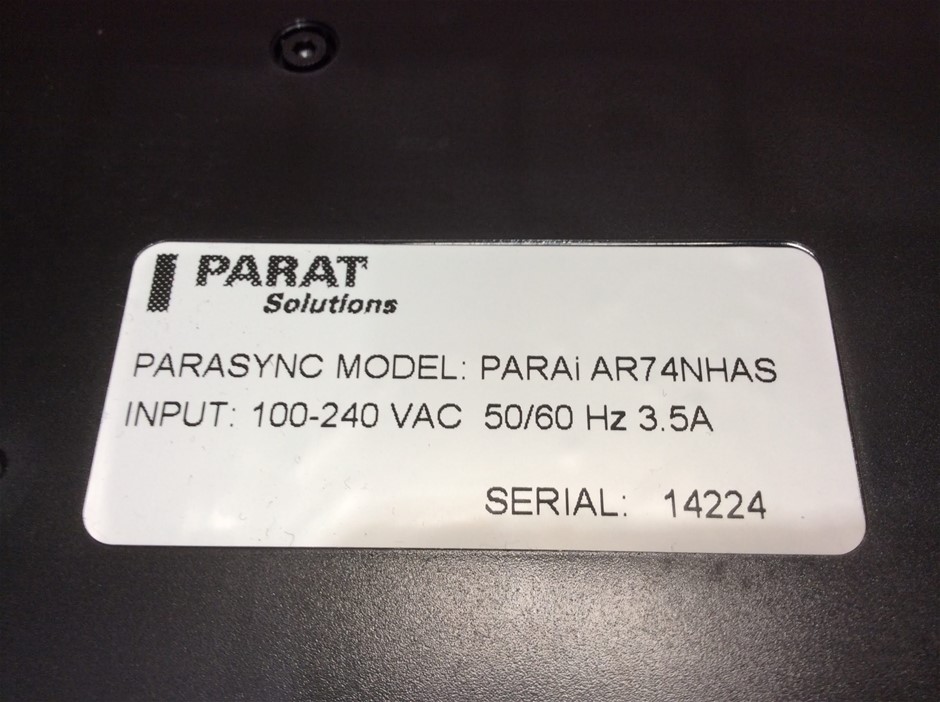 PARAT
Solutions
PARASYNC MODEL: PARAi AR74NHAS
INPUT: 100-240 VAC 50/60 Hz 3.5A
SERIAL: 14224